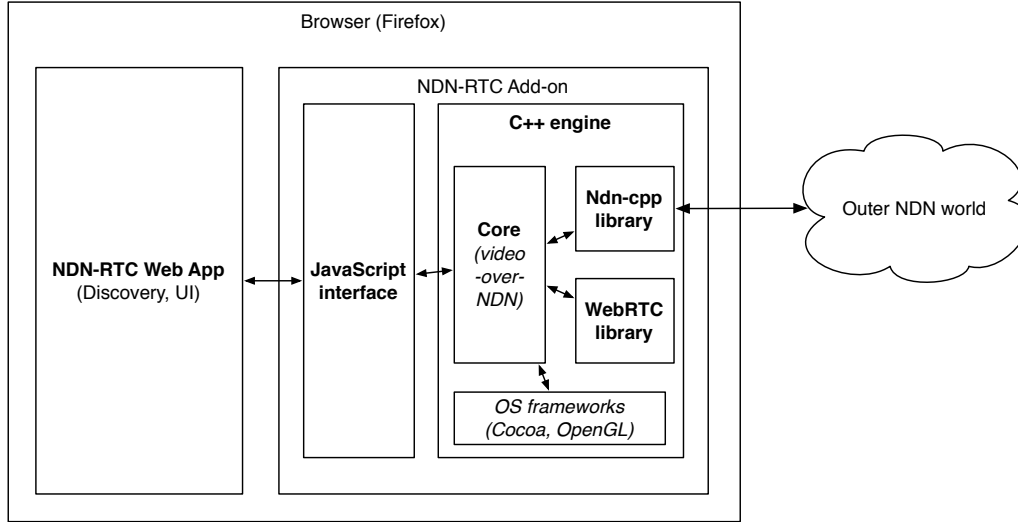 Browser (Firefox)
NDN-RTC Add-on
C++ engine
NDN-RTC Web App
(Discovery, UI)
JavaScript
interface
Core
(video
-over-
NDN)
Ndn-cpp
library
WebRTC
library
OS frameworks
(Cocoa, OpenGL)
Outer NDN world